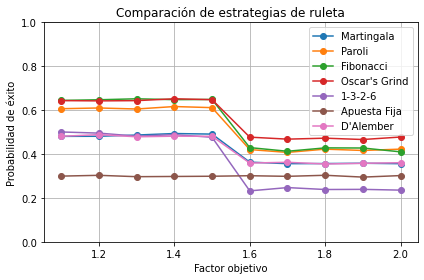 Comparación de estrategias de ruleta
Probabilidad de éxito
1.0
0.8
0.6
0.4
0.2
0.0
Martingala
Paroli
Fibonacci
Oscar's Grind
1-3-2-6
Apuesta Fija
D'Alember
1.2
1.4
1.6
1.8
2.0
Factor objetivo